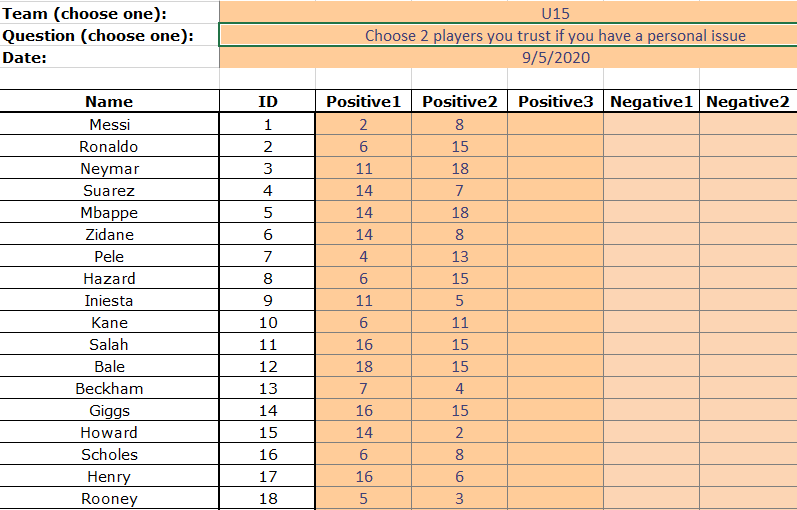 Team (choose one): U15
Question (choose one): Choose 2 players you trust if you have a personal issue
Date: 9/5/2020
Name ID Positive1 Positive2 Positive3 Negative1 Negative2
Messi 1 2 8
Ronaldo 2 6 15
Neymar 3 11 18
Suarez 4 14 7
Mbappe 5 14 18
Zidane 6 14 8
Pele 7 4 13
Hazard 8 6 15
Iniesta 9 11 5
Kane 10 6 11
Salah 11 16 15
Bale 12 18 15
Beckham 13 7 4
Giggs 14 16 15
Howard 15 14 2
Scholes 16 6 8
Henry 17 16 6
Rooney 18 5 3